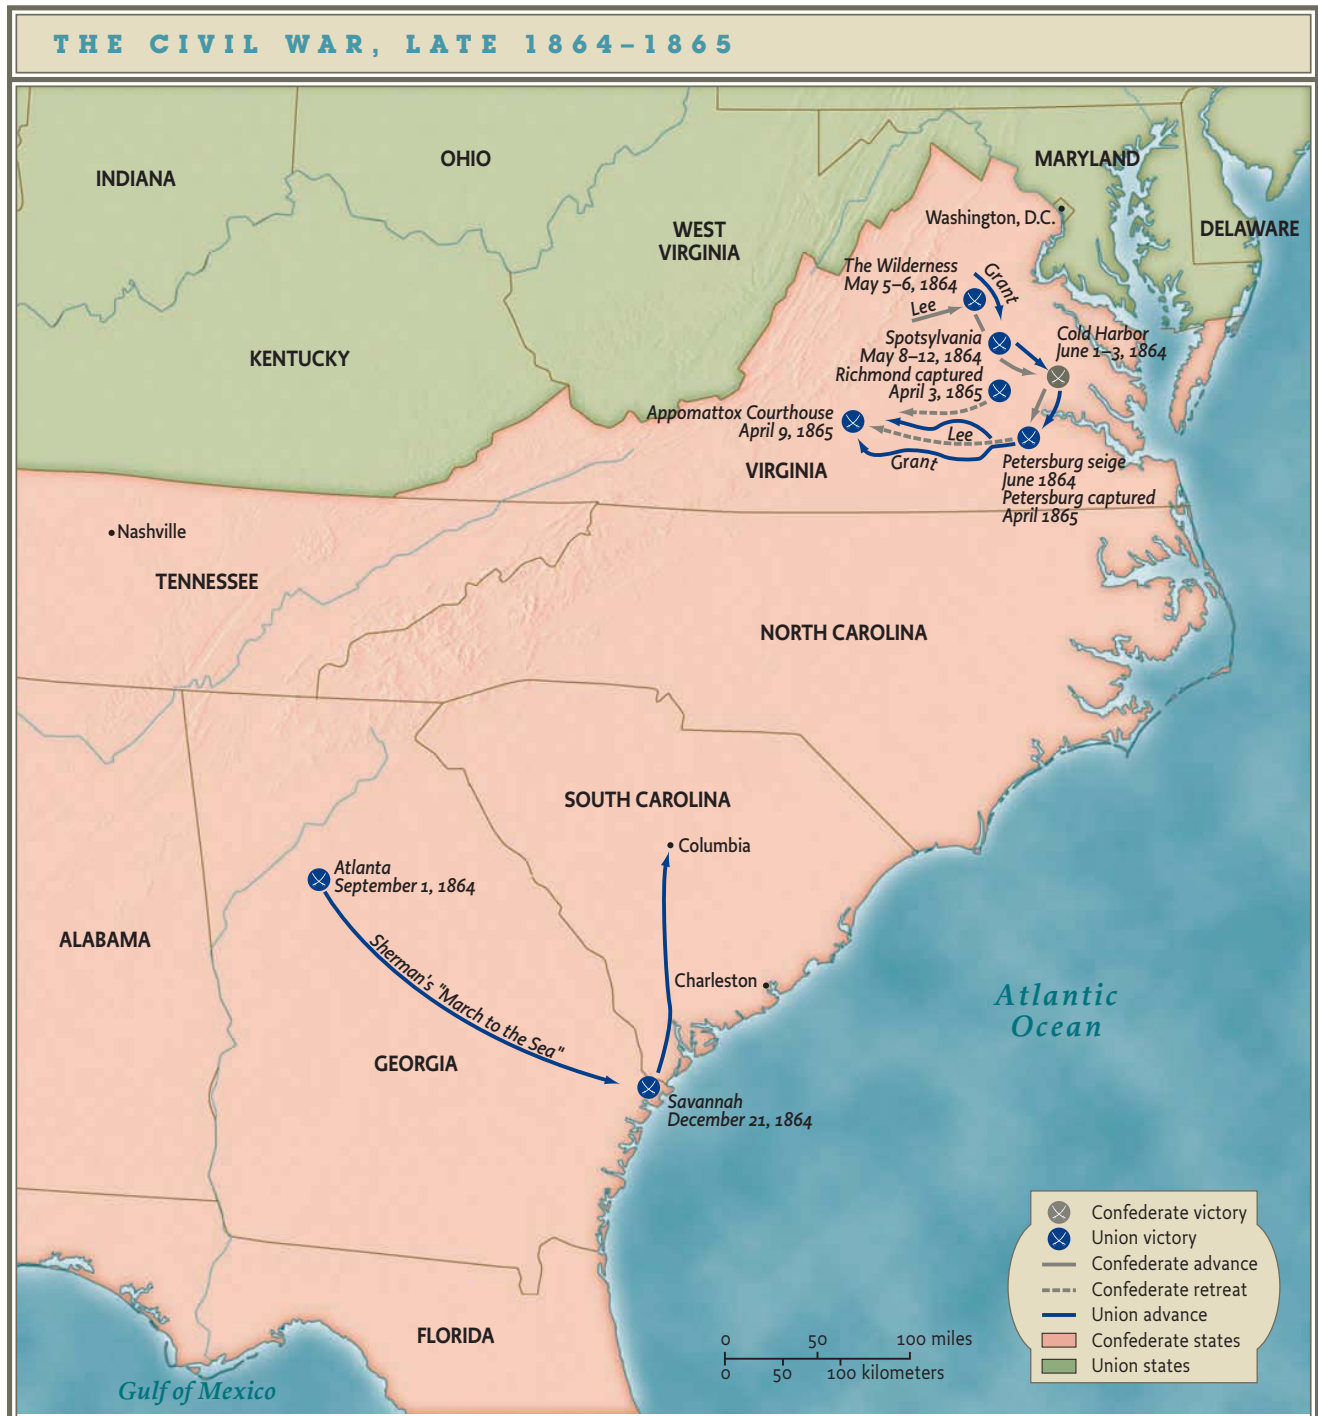 THE CIVIL WAR, LATE 1864–1865
INDIANA
OHIO
WEST
VIRGINIA
MARYLAND
Washington, D.C.
DELAWARE
KENTUCKY
The Wilderness
May 5–6, 1864
Grant
Lee
Spotsylvania
May 8–12, 1864
Cold Harbor
June 1–3, 1864
Richmond captured
April 3, 1865
Appomattox Courthouse
April 9, 1865
Lee
Grant
VIRGINIA
Petersburg seige
June 1864
Petersburg captured
April 1865
Nashville
TENNESSEE
NORTH CAROLINA
SOUTH CAROLINA
Columbia
Atlanta
September 1, 1864
ALABAMA
Sherman's "March to the Sea"
Charleston
GEORGIA
Atlantic
Ocean
Savannah
December 21, 1864
FLORIDA
Gulf of Mexico
0 50 100 miles
0 50 100 kilometers
Confederate victory
Union victory
Confederate advance
Confederate retreat
Union advance
Confederate states
Union states